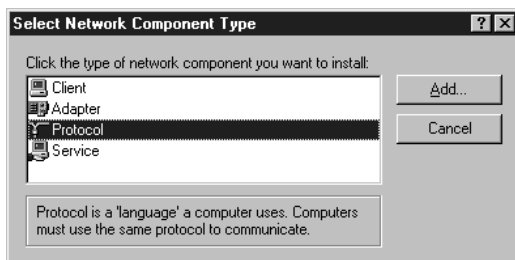 Select Network Component Type
Click the type of network component you want to install:
Client
Adapter
Protocol
Service
Add...
Cancel
Protocol is a 'language' a computer uses. Computers
must use the same protocol to communicate.